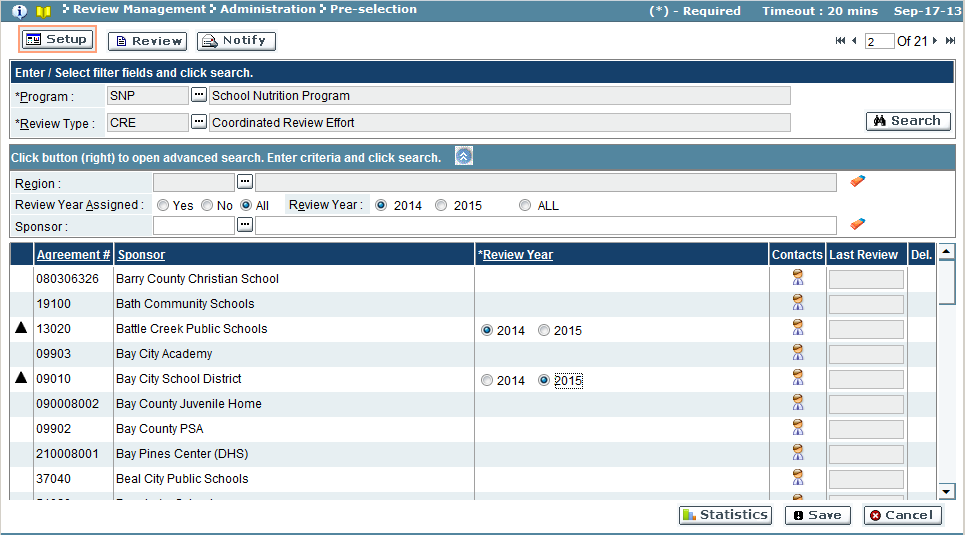 Review Management Administration Pre-selection (*) - Required Timeout : 20 mins Sep-17-13
Setup Review Notify 2 Of 21
Enter / Select filter fields and click search.
*Program : SNP School Nutrition Program
*Review Type : CRE Coordinated Review Effort Search
Click button (right) to open advanced search. Enter criteria and click search.
Region :
Review Year Assigned : Yes No All Review Year : 2014 2015 ALL
Sponsor :
Agreement # Sponsor *Review Year Contacts Last Review Del.
080306326 Barry County Christian School
19100 Bath Community Schools
13020 Battle Creek Public Schools 2014 2015
09903 Bay City Academy
09010 Bay City School District 2014 2015
090008002 Bay County Juvenile Home
09902 Bay County PSA
210008001 Bay Pines Center (DHS)
37040 Beal City Public Schools
Statistics Save Cancel